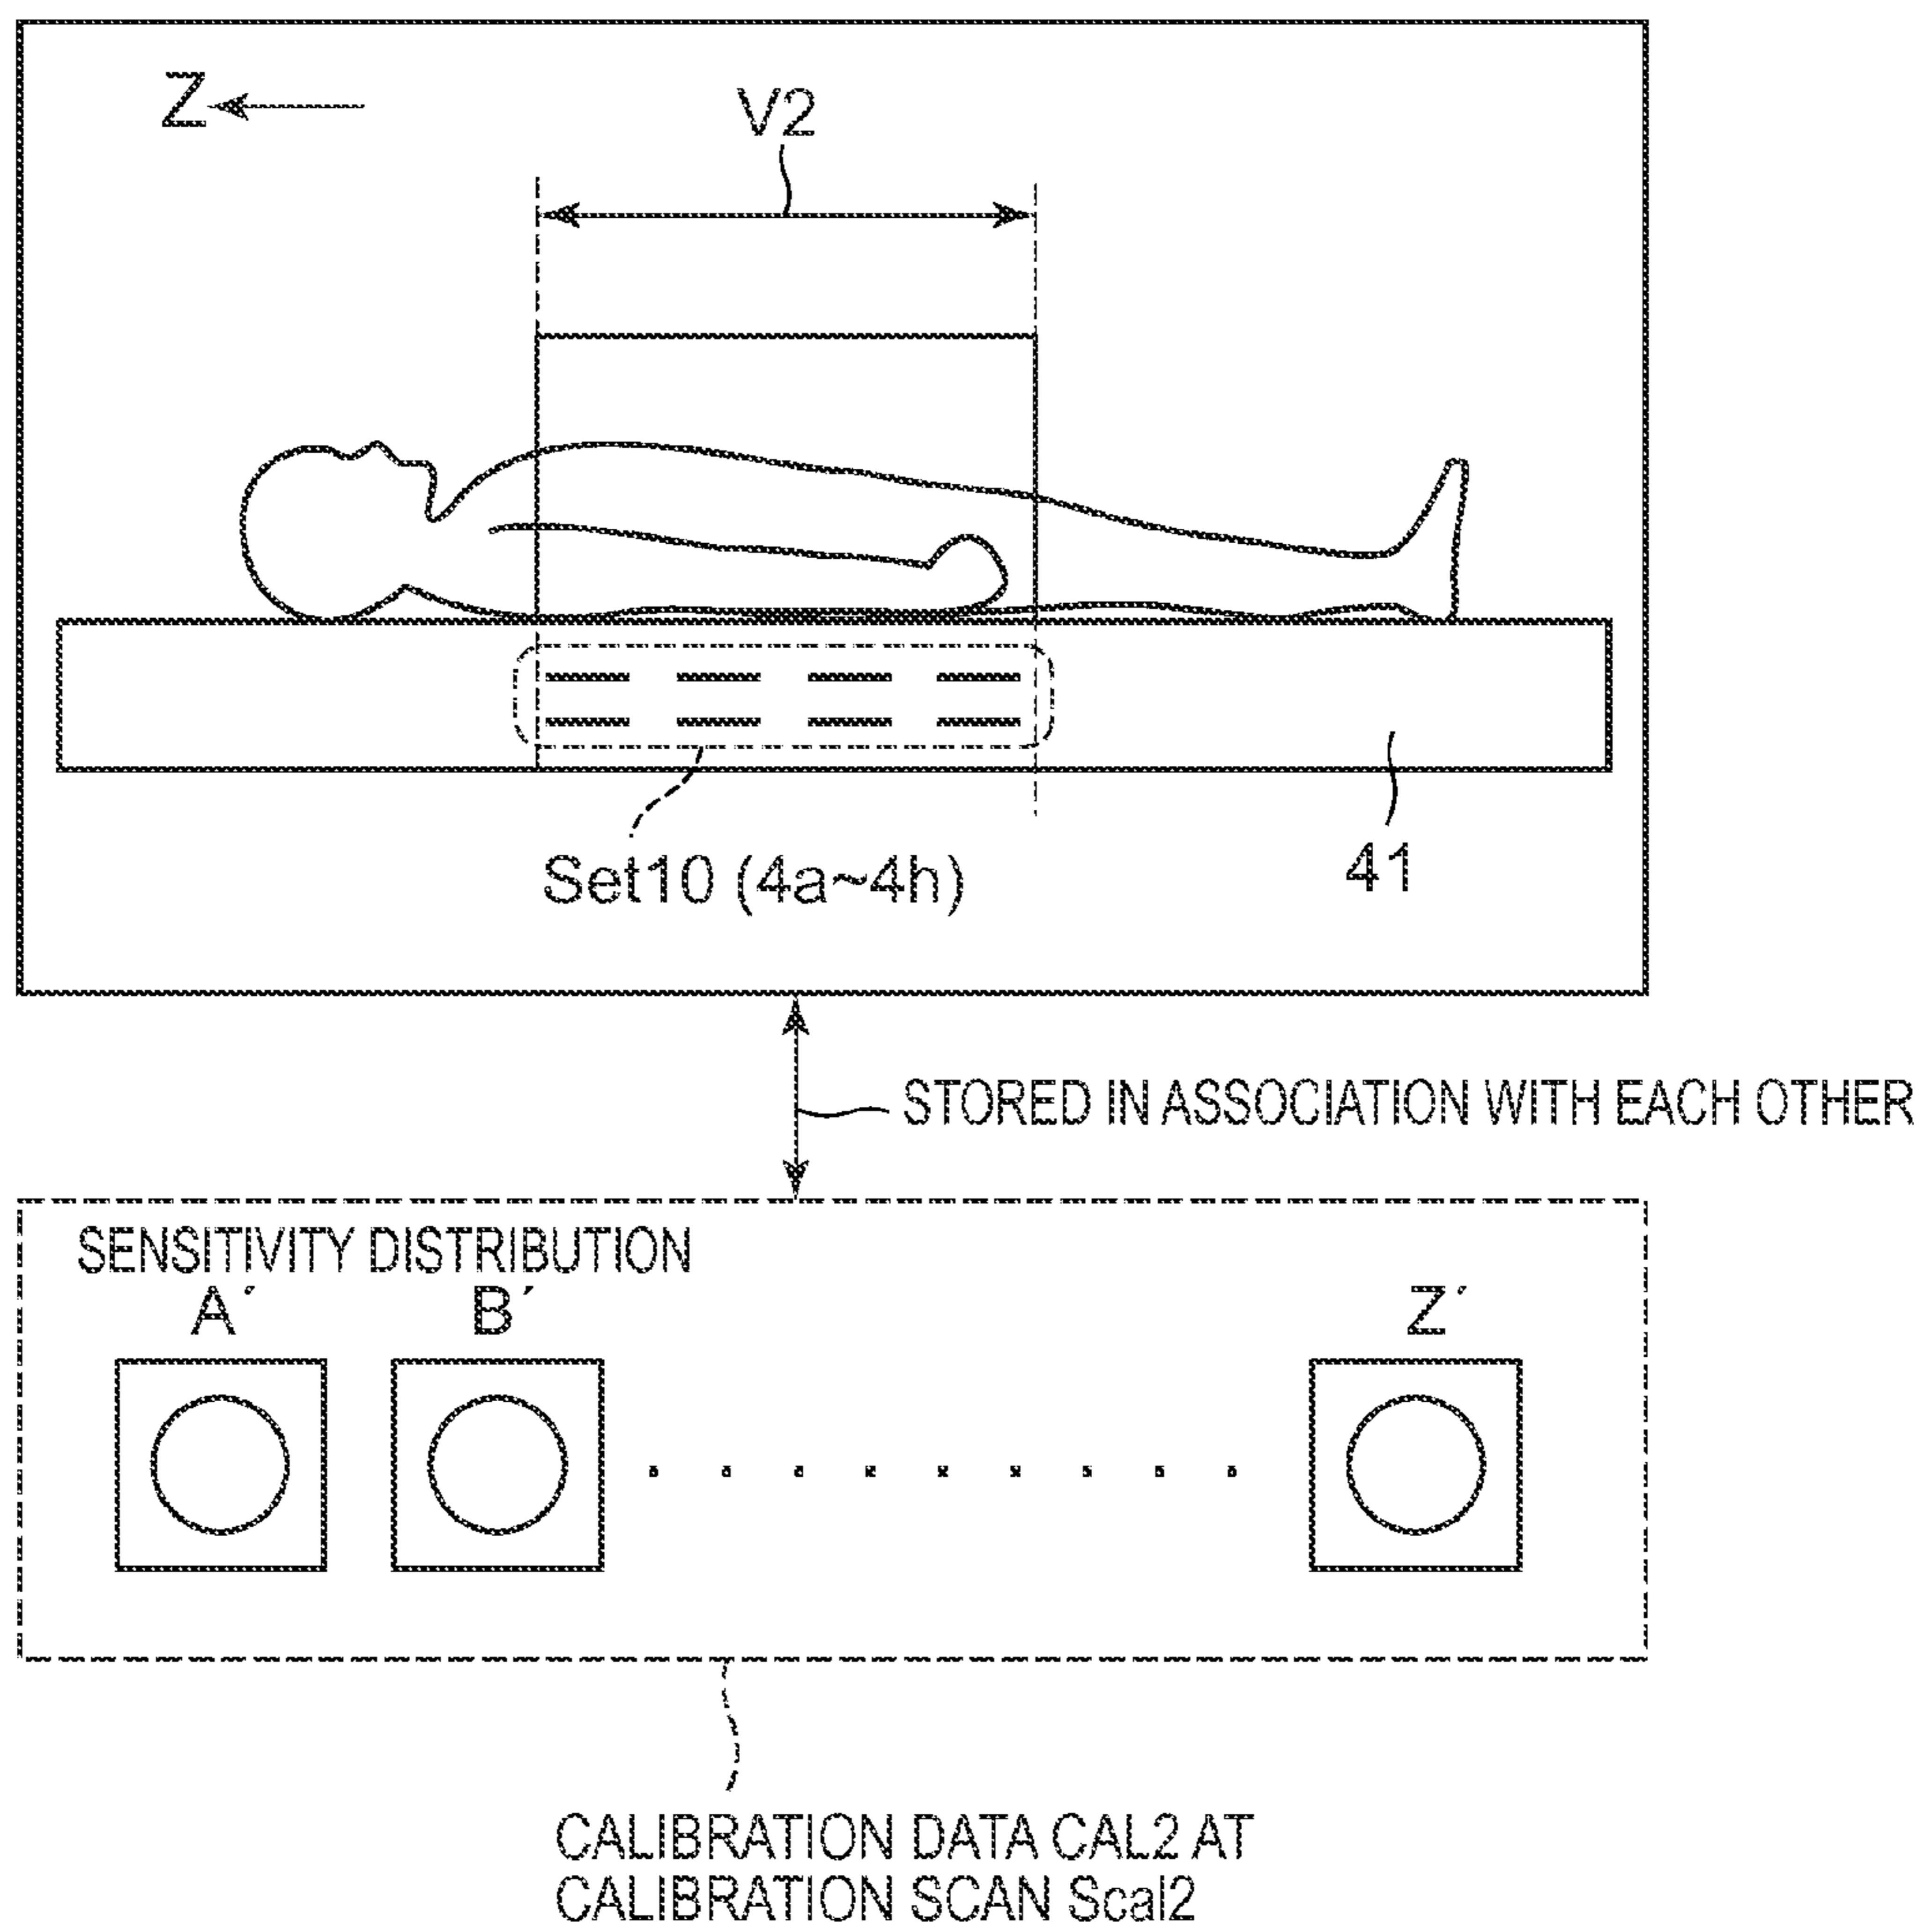 Z
V2
Set10 (4a~4h)
41
STORED IN ASSOCIATION WITH EACH OTHER
SENSITIVITY DISTRIBUTION
A´ B´ Z´
CALIBRATION DATA CAL2 AT
CALIBRATION SCAN Scal2